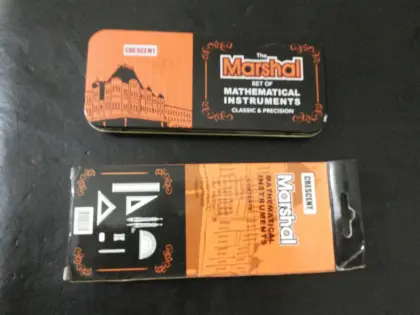 CRESCENT
The
Marshal
SET OF
MATHEMATICAL
INSTRUMENTS
CLASSIC & PRECISION
CRESCENT
Marshal
MATHEMATICAL
INSTRUMENTS